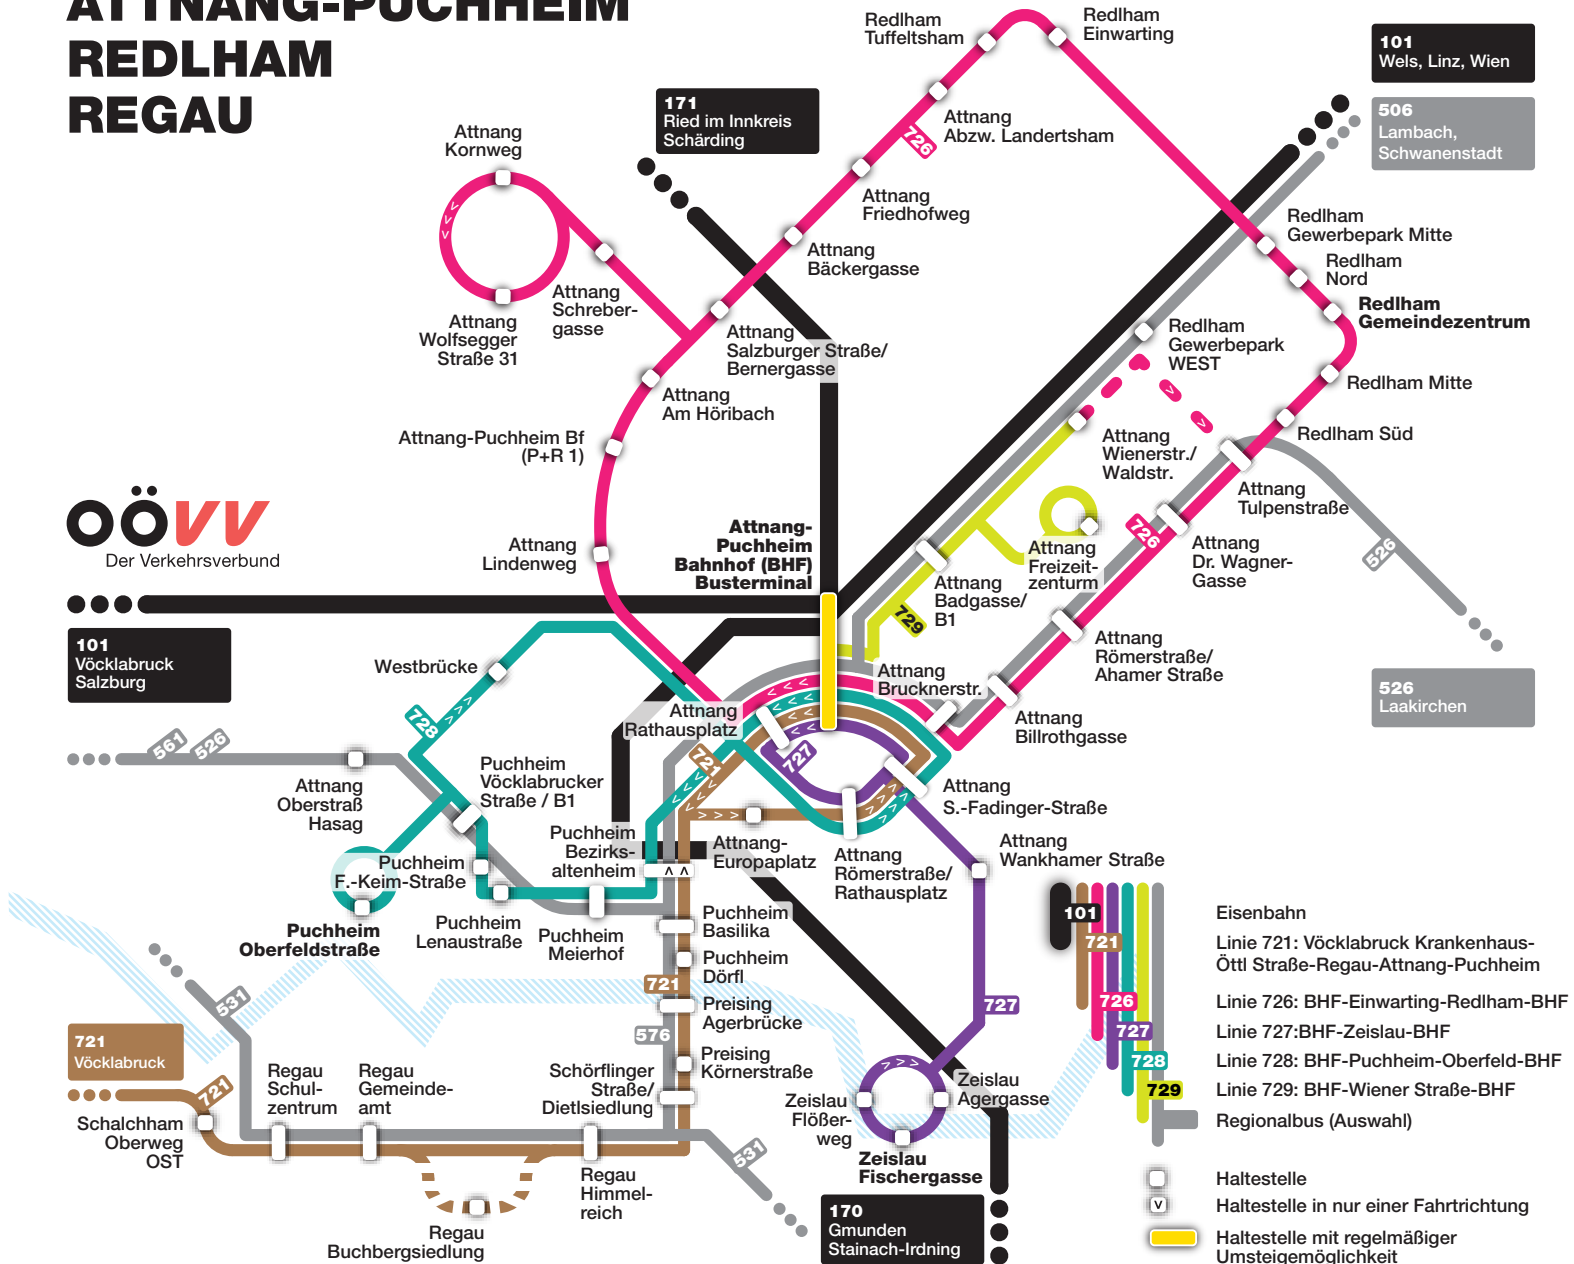 ATTNANG-PUCHHEIM
REDLHAM
REGAU
171
Ried im Innkreis
Schärding
101
Wels, Linz, Wien
506
Lambach,
Schwanenstadt
Redlham
Tuffeltsham
Redlham
Einwarting
Attnang
Kornweg
Attnang
Abzw. Landertsham
726
Attnang
Friedhofweg
Attnang
Bäckergasse
Redlham
Gewerbepark Mitte
Redlham
Nord
Redlham
Gemeindezentrum
Attnang
Schreber-
gasse
Attnang
Wolfsegger
Straße 31
Attnang
Salzburger Straße/
Bernergasse
Redlham
Gewerbepark
WEST
Redlham Mitte
Attnang
Am Höribach
Redlham Süd
Attnang-Puchheim Bf
(P+R 1)
Attnang
Wienerstr./
Waldstr.
Attnang
Tulpenstraße
oövv
Der Verkehrsverbund
Attnang-
Puchheim
Bahnhof (BHF)
Busterminal
Attnang
Lindenweg
Attnang
Freizeit-
zenturm
726
Attnang
Dr. Wagner-
Gasse
526
Attnang
Badgasse/
B1
729
101
Vöcklabruck
Salzburg
Attnang
Römerstraße/
Ahamer Straße
Westbrücke
Attnang
Brucknerstr.
526
Laakirchen
728
Attnang
Rathausplatz
Attnang
Billrothgasse
561
526
721
727
Puchheim
Vöcklabrucker
Straße / B1
Attnang
Oberstraß
Hasag
Attnang
S.-Fadinger-Straße
Puchheim
Bezirks-
altenheim
Attnang-
Europaplatz
Attnang
Römerstraße/
Rathausplatz
Attnang
Wankhamer Straße
Puchheim
F.-Keim-Straße
Puchheim
Oberfeldstraße
Puchheim
Lenaustraße
Puchheim
Meierhof
Puchheim
Basilika
Puchheim
Dörfl
721
Preising
Agerbrücke
576
Preising
Körnerstraße
727
531
721
Vöcklabruck
721
Schalchham
Oberweg
OST
Regau
Schul-
zentrum
Regau
Gemeinde-
amt
Schörflinger
Straße/
Dietlsiedlung
Zeislau
Agergasse
Zeislau
Flößer-
weg
Zeislau
Fischergasse
531
Regau
Himmel-
reich
Regau
Buchbergsiedlung
170
Gmunden
Stainach-Irdning
101
Eisenbahn
721
Linie 721: Vöcklabruck Krankenhaus-
Öttl Straße-Regau-Attnang-Puchheim
726
Linie 726: BHF-Einwarting-Redlham-BHF
727
Linie 727:BHF-Zeislau-BHF
728
Linie 728: BHF-Puchheim-Oberfeld-BHF
729
Linie 729: BHF-Wiener Straße-BHF
Regionalbus (Auswahl)
Haltestelle
Haltestelle in nur einer Fahrtrichtung
Haltestelle mit regelmäßiger
Umsteigemöglichkeit